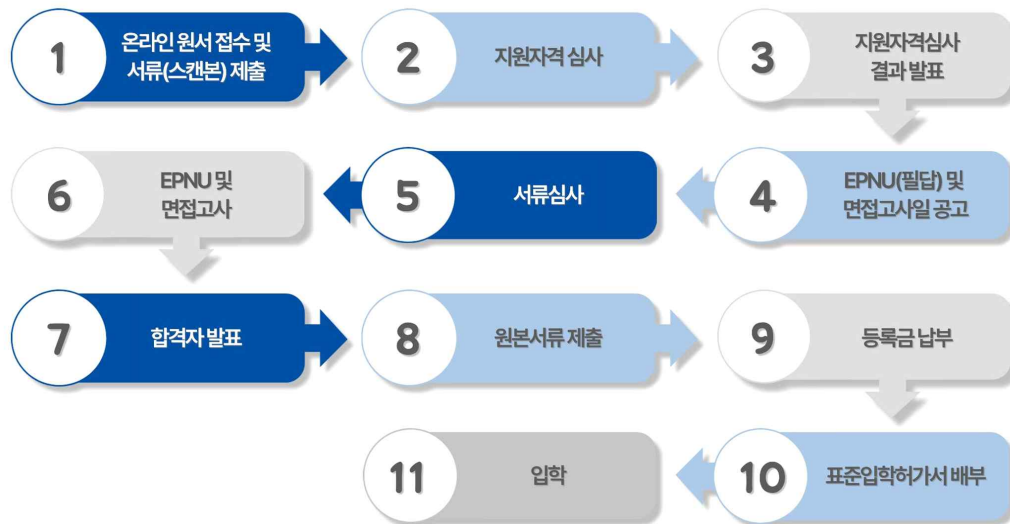 1
온라인 원서 접수 및
서류(스캔본) 제출
2
지원자격 심사
3
지원자격심사
결과 발표
4
EPNU(필답) 및
면접고사일 공고
5
서류심사
6
EPNU 및
면접고사
7
합격자 발표
8
원본서류 제출
9
등록금 납부
10
표준입학허가서 배부
11
입학